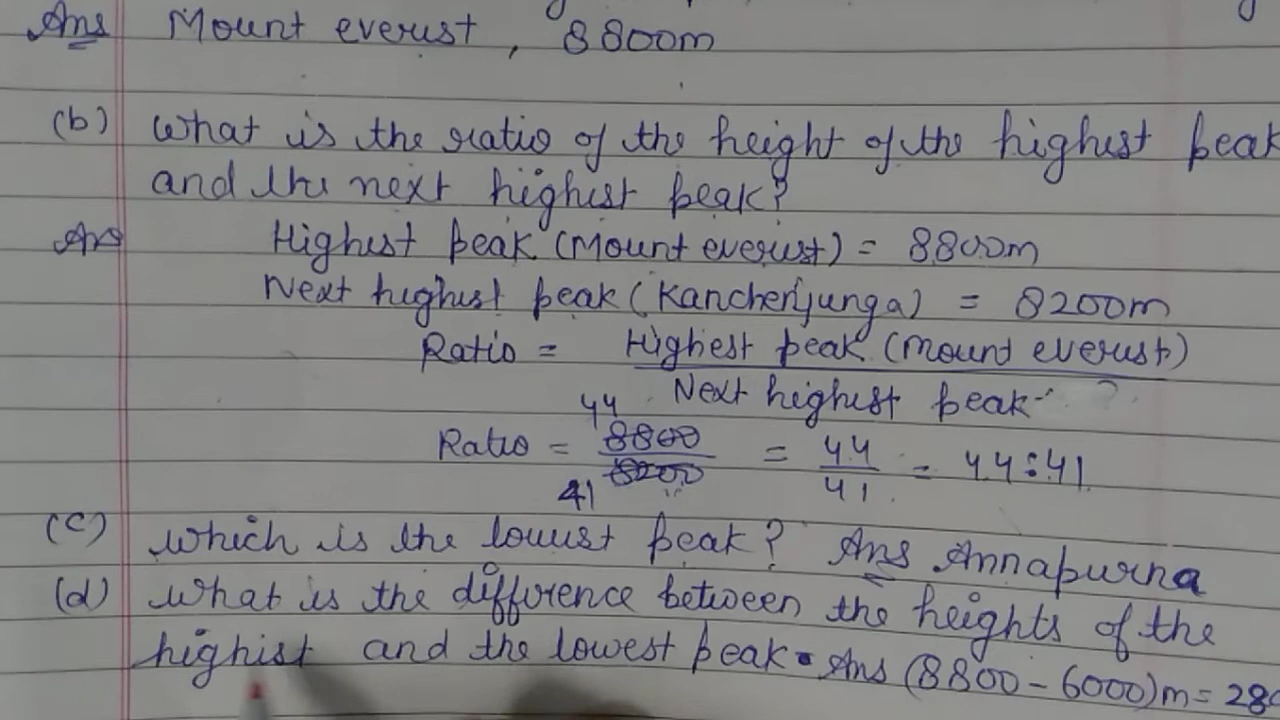 Ans Mount everest, 8800m
(b) What is the ratio of the height of the highest peak
and the next highest peak?
Ans Highest peak (Mount everest) = 8800m
Next highest peak (Kanchenjunga) = 8200m
Ratio = Highest peak (Mount everest)
Next highest peak
44
Ratio = 8800 = 44 = 44:41
8200 41
41
(c) Which is the lowest peak? Ans Annapurna
(d) What is the difference between the heights of the
highist and the lowest peak. Ans (8800 - 6000)m = 280